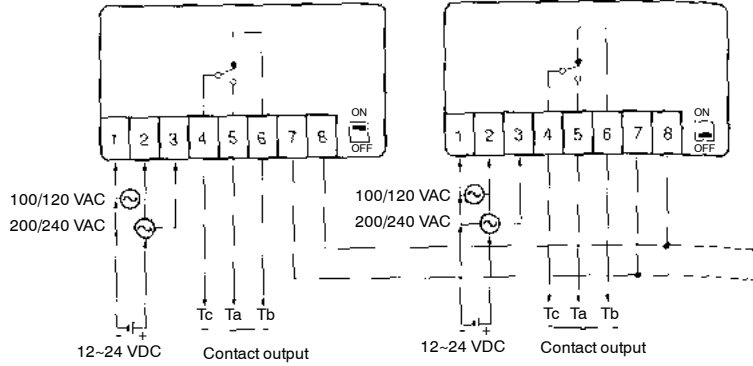 ON
1 2 3 4 5 6 7 8
OFF
100/120 VAC
200/240 VAC
Tc Ta Tb
- +
12~24 VDC
Contact output
ON
1 2 3 4 5 6 7 8
OFF
100/120 VAC
200/240 VAC
Tc Ta Tb
- +
12~24 VDC
Contact output